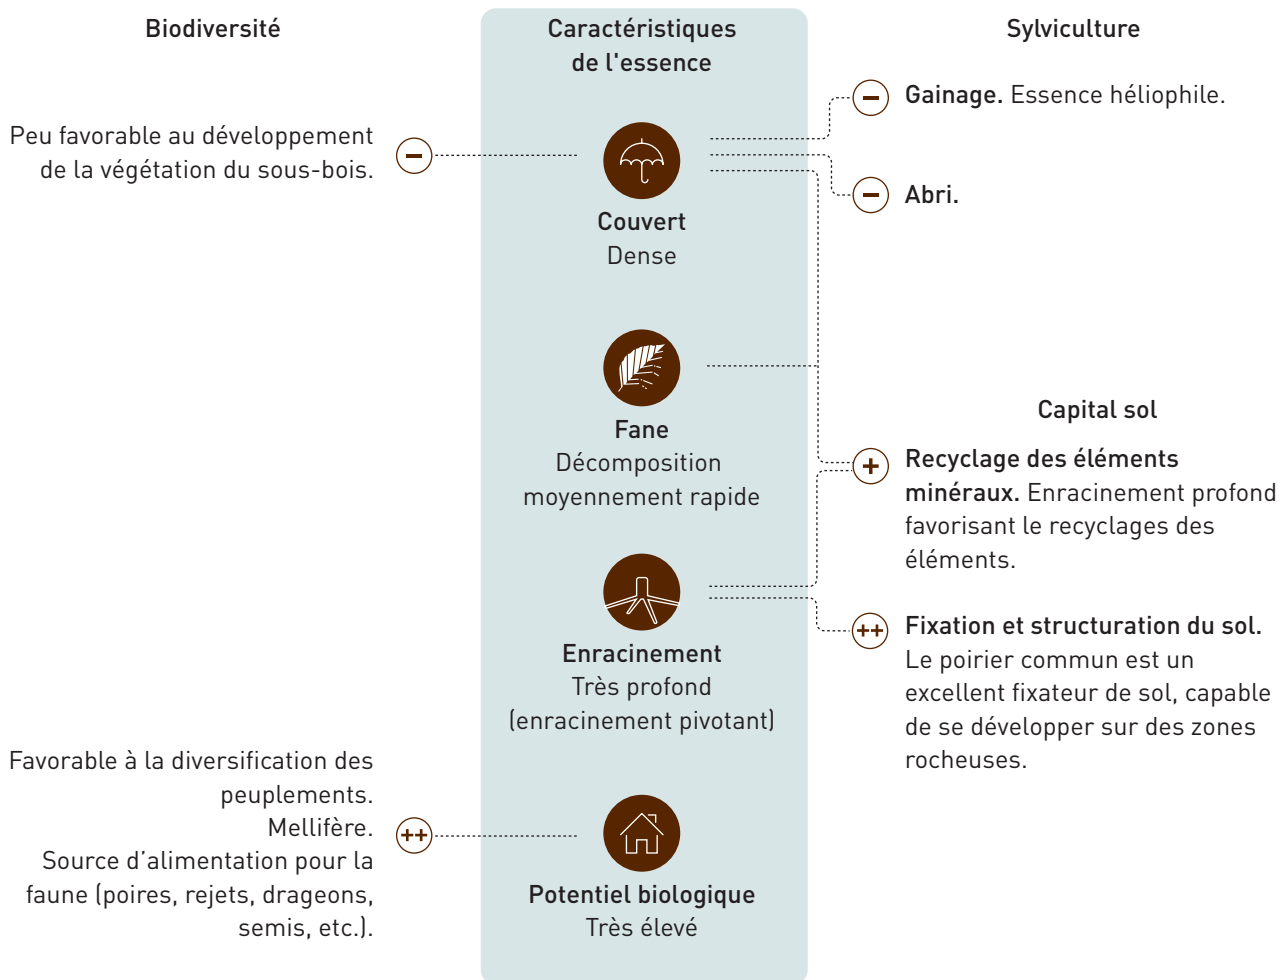 Biodiversité
Peu favorable au développement
de la végétation du sous-bois.
−
Favorable à la diversification des
peuplements.
Mellifère.
Source d’alimentation pour la
faune (poires, rejets, drageons,
semis, etc.).
++
Caractéristiques
de l'essence
Couvert
Dense
Fane
Décomposition
moyennement rapide
Enracinement
Très profond
(enracinement pivotant)
Potentiel biologique
Très élevé
Sylviculture
− Gainage. Essence héliophile.
− Abri.
Capital sol
+ Recyclage des éléments
minéraux. Enracinement profond
favorisant le recyclages des
éléments.
++ Fixation et structuration du sol.
Le poirier commun est un
excellent fixateur de sol, capable
de se développer sur des zones
rocheuses.